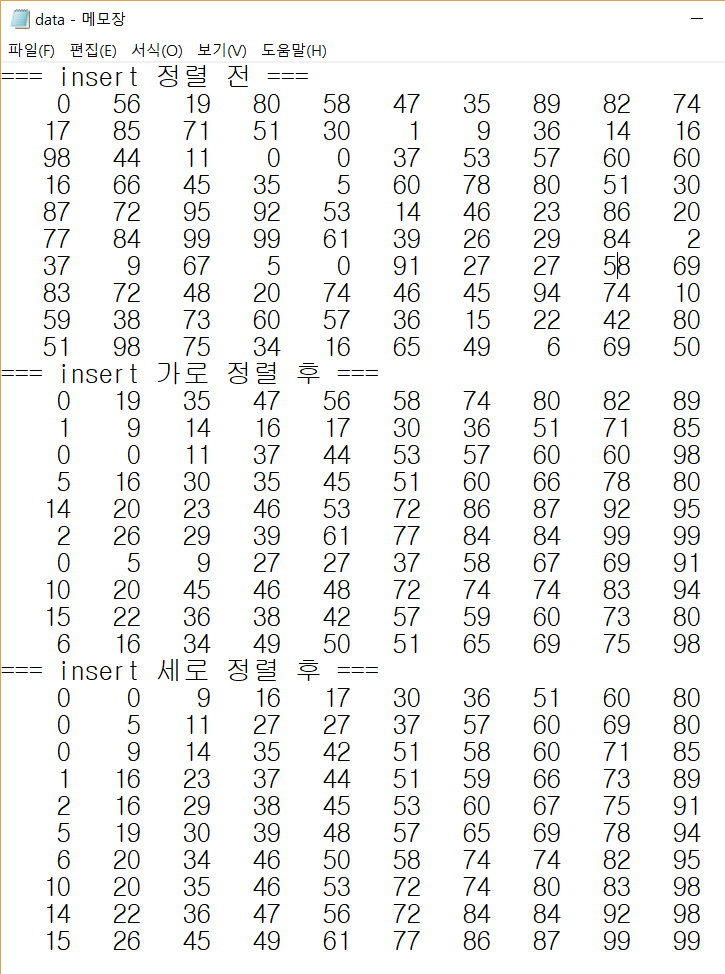 data - 메모장
파일(F) 편집(E) 서식(O) 보기(V) 도움말(H)
=== insert 정렬 전 ===
0 56 19 80 58 47 35 89 82 74
17 85 71 51 30 1 9 36 14 16
98 44 11 0 0 37 53 57 60 60
16 66 45 35 5 60 78 80 51 30
87 72 95 92 53 14 46 23 86 20
77 84 99 99 61 39 26 29 84 2
37 9 67 5 0 91 27 27 58 69
83 72 48 20 74 46 45 94 74 10
59 38 73 60 57 36 15 22 42 80
51 98 75 34 16 65 49 6 69 50
=== insert 가로 정렬 후 ===
0 19 35 47 56 58 74 80 82 89
1 9 14 16 17 30 36 51 71 85
0 0 11 37 44 53 57 60 60 98
5 16 30 35 45 51 60 66 78 80
14 20 23 46 53 72 86 87 92 95
2 26 29 39 61 77 84 84 99 99
0 5 9 27 27 37 58 67 69 91
10 20 45 46 48 72 74 74 83 94
15 22 36 38 42 57 59 60 73 80
6 16 34 49 50 51 65 69 75 98
=== insert 세로 정렬 후 ===
0 0 9 16 17 30 36 51 60 80
0 5 11 27 27 37 57 60 69 80
0 9 14 35 42 51 58 60 71 85
1 16 23 37 44 51 59 66 73 89
2 16 29 38 45 53 60 67 75 91
5 19 30 39 48 57 65 69 78 94
6 20 34 46 50 58 74 74 82 95
10 20 35 46 53 72 74 80 83 98
14 22 36 47 56 72 84 84 92 98
15 26 45 49 61 77 86 87 99 99